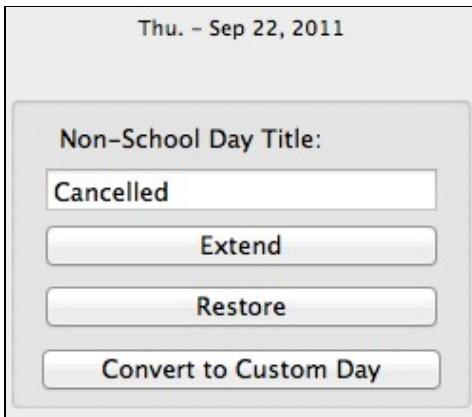 Thu. - Sep 22, 2011
Non-School Day Title:
Cancelled
Extend
Restore
Convert to Custom Day